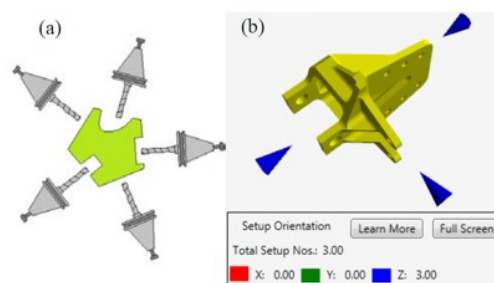 (a)
(b)
Setup Orientation
Learn More
Full Screen
Total Setup Nos.: 3.00
X: 0.00 Y: 0.00 Z: 3.00